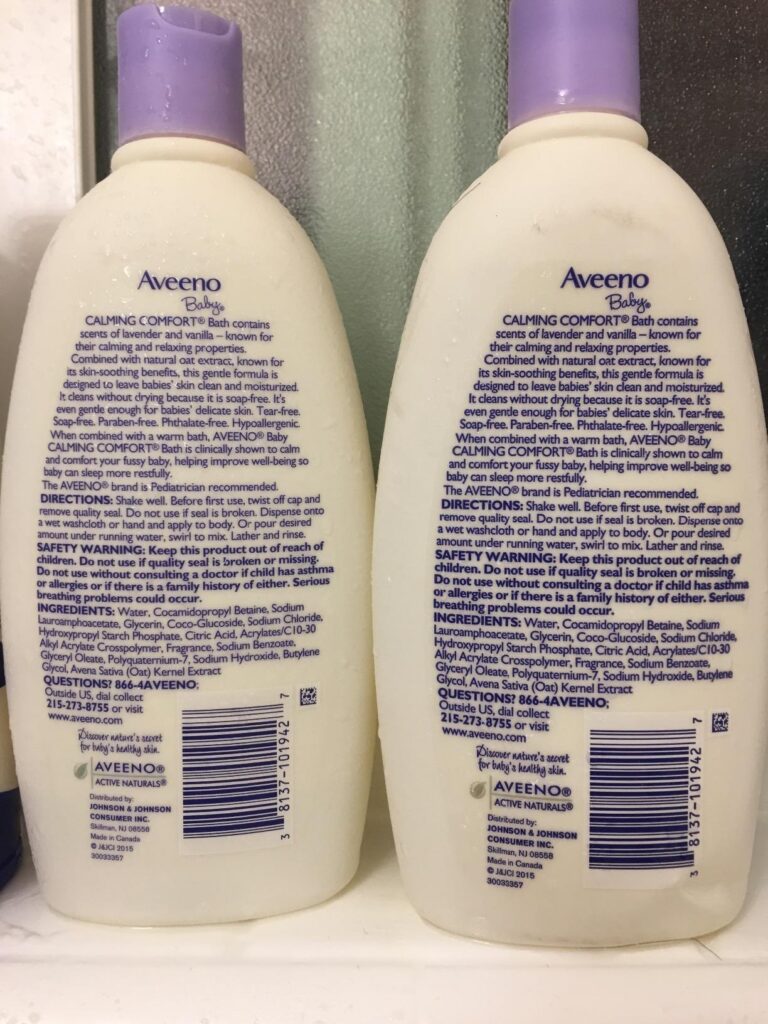 Aveeno
Baby®
CALMING COMFORT® Bath contains
scents of lavender and vanilla – known for
their calming and relaxing properties.
Combined with natural oat extract, known for
its skin-soothing benefits, this gentle formula is
designed to leave babies' skin clean and moisturized.
It cleans without drying because it is soap-free. It's
even gentle enough for babies' delicate skin. Tear-free.
Soap-free. Paraben-free. Phthalate-free. Hypoallergenic.
When combined with a warm bath, AVEENO® Baby
CALMING COMFORT® Bath is clinically shown to calm
and comfort your fussy baby, helping improve well-being so
baby can sleep more restfully.
The AVEENO® brand is Pediatrician recommended.
DIRECTIONS: Shake well. Before first use, twist off cap and
remove quality seal. Do not use if seal is broken. Dispense onto
a wet washcloth or hand and apply to body. Or pour desired
amount under running water, swirl to mix. Lather and rinse.
SAFETY WARNING: Keep this product out of reach of
children. Do not use if quality seal is broken or missing.
Do not use without consulting a doctor if child has asthma
or allergies or if there is a family history of either. Serious
breathing problems could occur.
INGREDIENTS: Water, Cocamidopropyl Betaine, Sodium
Lauroamphoacetate, Glycerin, Coco-Glucoside, Sodium Chloride,
Hydroxypropyl Starch Phosphate, Citric Acid, Acrylates/C10-30
Alkyl Acrylate Crosspolymer, Fragrance, Sodium Benzoate,
Glyceryl Oleate, Polyquaternium-7, Sodium Hydroxide, Butylene
Glycol, Avena Sativa (Oat) Kernel Extract
QUESTIONS? 866-4AVEENO;
Outside US, dial collect
215-273-8755 or visit
www.aveeno.com
Discover nature's secret
for baby's healthy skin.
AVEENO®
ACTIVE NATURALS®
Distributed by:
JOHNSON & JOHNSON
CONSUMER INC.
Skillman, NJ 08558
Made in Canada
© J&JCI 2015
30033357
3 8137-101942 7
Aveeno
Baby®
CALMING COMFORT® Bath contains
scents of lavender and vanilla – known for
their calming and relaxing properties.
Combined with natural oat extract, known for
its skin-soothing benefits, this gentle formula is
designed to leave babies' skin clean and moisturized.
It cleans without drying because it is soap-free. It's
even gentle enough for babies' delicate skin. Tear-free.
Soap-free. Paraben-free. Phthalate-free. Hypoallergenic.
When combined with a warm bath, AVEENO® Baby
CALMING COMFORT® Bath is clinically shown to calm
and comfort your fussy baby, helping improve well-being so
baby can sleep more restfully.
The AVEENO® brand is Pediatrician recommended.
DIRECTIONS: Shake well. Before first use, twist off cap and
remove quality seal. Do not use if seal is broken. Dispense onto
a wet washcloth or hand and apply to body. Or pour desired
amount under running water, swirl to mix. Lather and rinse.
SAFETY WARNING: Keep this product out of reach of
children. Do not use if quality seal is broken or missing.
Do not use without consulting a doctor if child has asthma
or allergies or if there is a family history of either. Serious
breathing problems could occur.
INGREDIENTS: Water, Cocamidopropyl Betaine, Sodium
Lauroamphoacetate, Glycerin, Coco-Glucoside, Sodium Chloride,
Hydroxypropyl Starch Phosphate, Citric Acid, Acrylates/C10-30
Alkyl Acrylate Crosspolymer, Fragrance, Sodium Benzoate,
Glyceryl Oleate, Polyquaternium-7, Sodium Hydroxide, Butylene
Glycol, Avena Sativa (Oat) Kernel Extract
QUESTIONS? 866-4AVEENO;
Outside US, dial collect
215-273-8755 or visit
www.aveeno.com
Discover nature's secret
for baby's healthy skin.
AVEENO®
ACTIVE NATURALS®
Distributed by:
JOHNSON & JOHNSON
CONSUMER INC.
Skillman, NJ 08558
Made in Canada
© J&JCI 2015
30033357
3 8137-101942 7